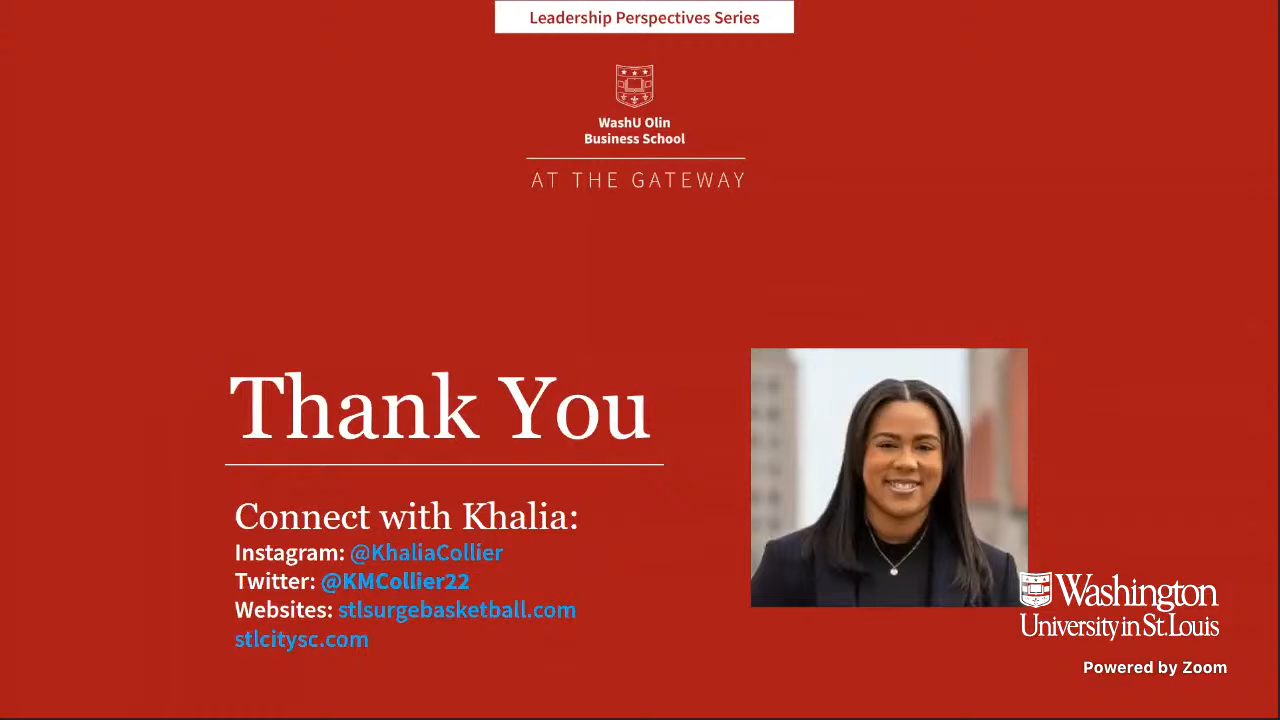 Leadership Perspectives Series
WashU Olin
Business School
AT THE GATEWAY
Thank You
Connect with Khalia:
Instagram: @KhaliaCollier
Twitter: @KMCollier22
Websites: stlsurgebasketball.com
stlcitysc.com
Washington
University in St. Louis
Powered by Zoom